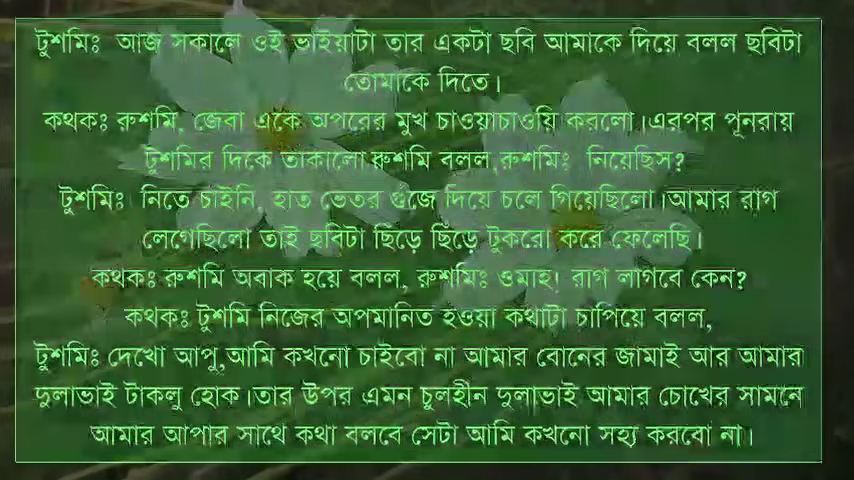 টুশমিঃ আজ সকালে ওই ভাইয়াটা তার একটা ছবি আমাকে দিয়ে বলল ছবিটা
তোমাকে দিতে।
কথকঃ রুশমি, জেবা একে অপরের মুখ চাওয়াচাওয়ি করলো।এরপর পূনরায়
টুশমির দিকে তাকালো রুশমি বলল,রুশমিঃ নিয়েছিস?
টুশমিঃ নিতে চাইনি, হাত ভেতর গুঁজে দিয়ে চলে গিয়েছিলো।আমার রাগ
লেগেছিলো তাই ছবিটা ছিঁড়ে ছিঁড়ে টুকরো করে ফেলেছি।
কথকঃ রুশমি অবাক হয়ে বলল, রুশমিঃ ওমাহ! রাগ লাগবে কেন?
কথকঃ টুশমি নিজের অপমানিত হওয়া কথাটা চাপিয়ে বলল,
টুশমিঃ দেখো আপু,আমি কখনো চাইবো না আমার বোনের জামাই আর আমার
দুলাভাই টাকলু হোক।তার উপর এমন চুলহীন দুলাভাই আমার চোখের সামনে
আমার আপার সাথে কথা বলবে সেটা আমি কখনো সহ্য করবো না।